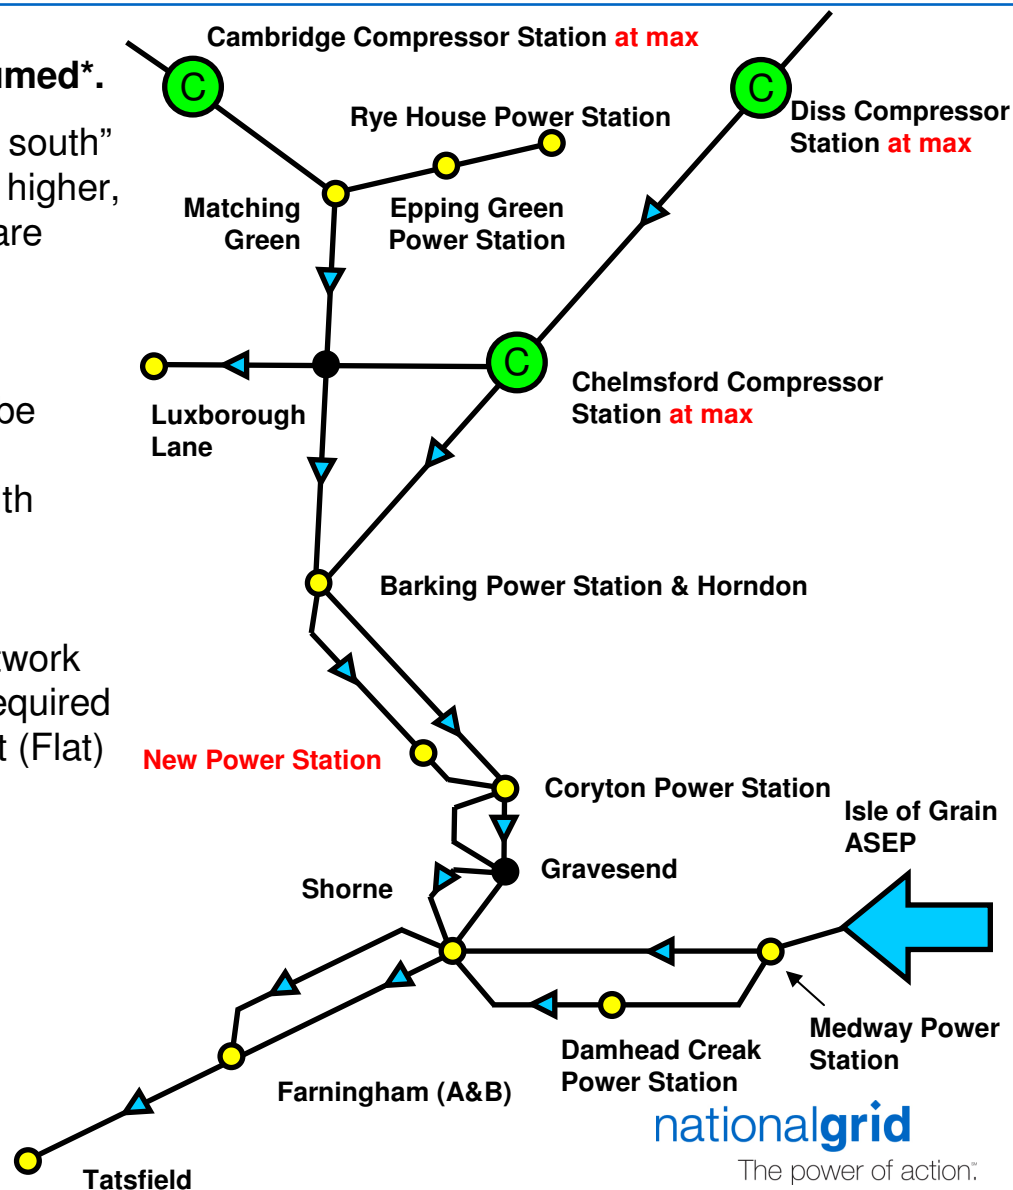 Cambridge Compressor Station at max
umed*.
C
C
south"
higher,
are
Rye House Power Station
Diss Compressor
Station at max
Matching
Green
Epping Green
Power Station
C
Chelmsford Compressor
Station at max
be
Luxborough
Lane
th
Barking Power Station & Horndon
twork
equired
t (Flat)
New Power Station
Coryton Power Station
Isle of Grain
ASEP
Gravesend
Shorne
Medway Power
Station
Damhead Creak
Power Station
Farningham (A&B)
nationalgrid
The power of action.™
Tatsfield